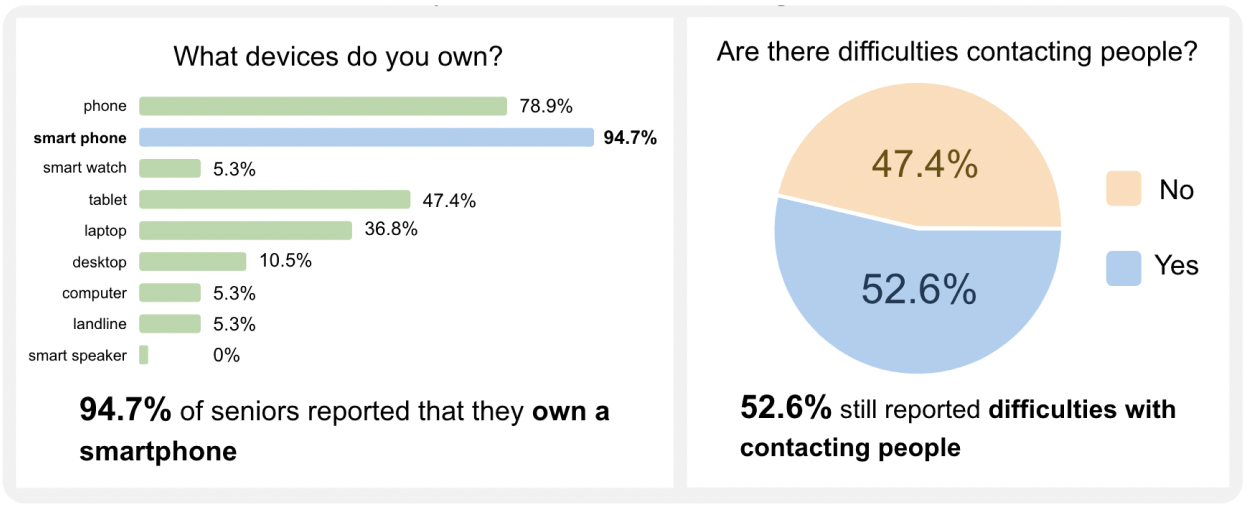 What devices do you own?
phone 78.9%
smart phone 94.7%
smart watch 5.3%
tablet 47.4%
laptop 36.8%
desktop 10.5%
computer 5.3%
landline 5.3%
smart speaker 0%
94.7% of seniors reported that they own a
smartphone
Are there difficulties contacting people?
47.4%
52.6%
No
Yes
52.6% still reported difficulties with
contacting people